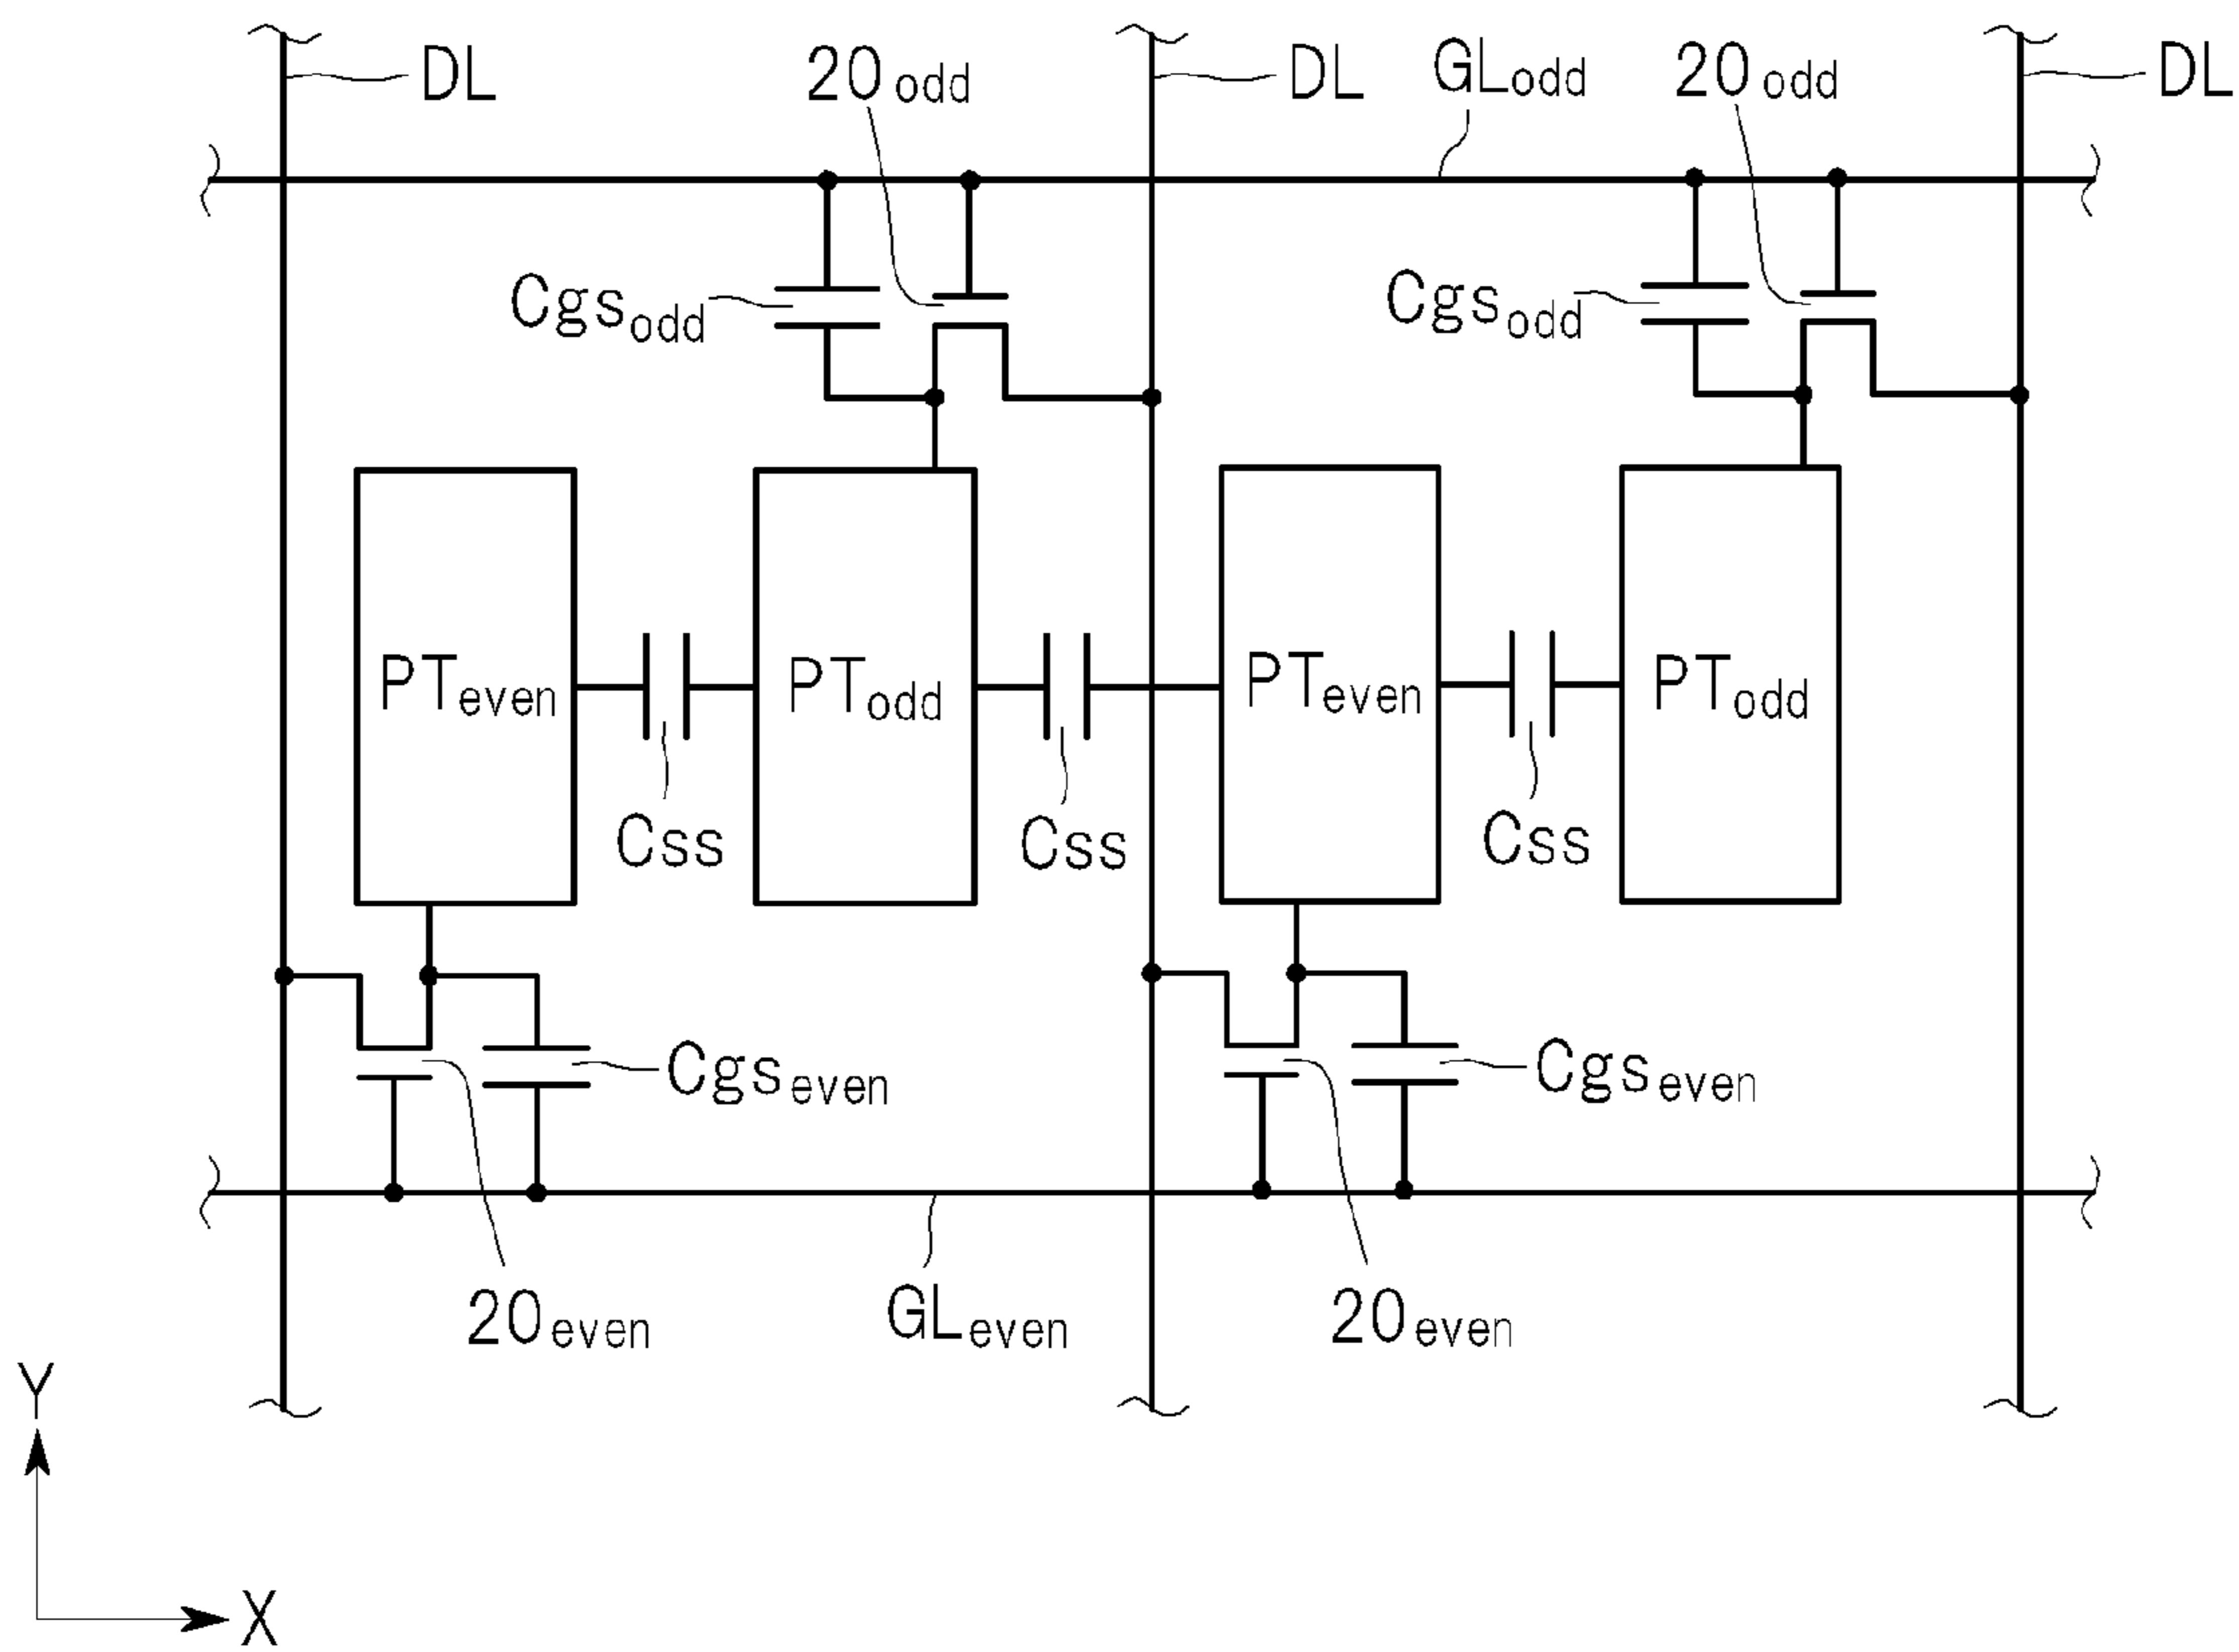 DL 20odd DL GLodd 20odd DL
Cgsodd Cgsodd
PTeven PTodd PTeven PTodd
Css Css Css
Cgseven Cgseven
20even GLeven 20even
Y
X